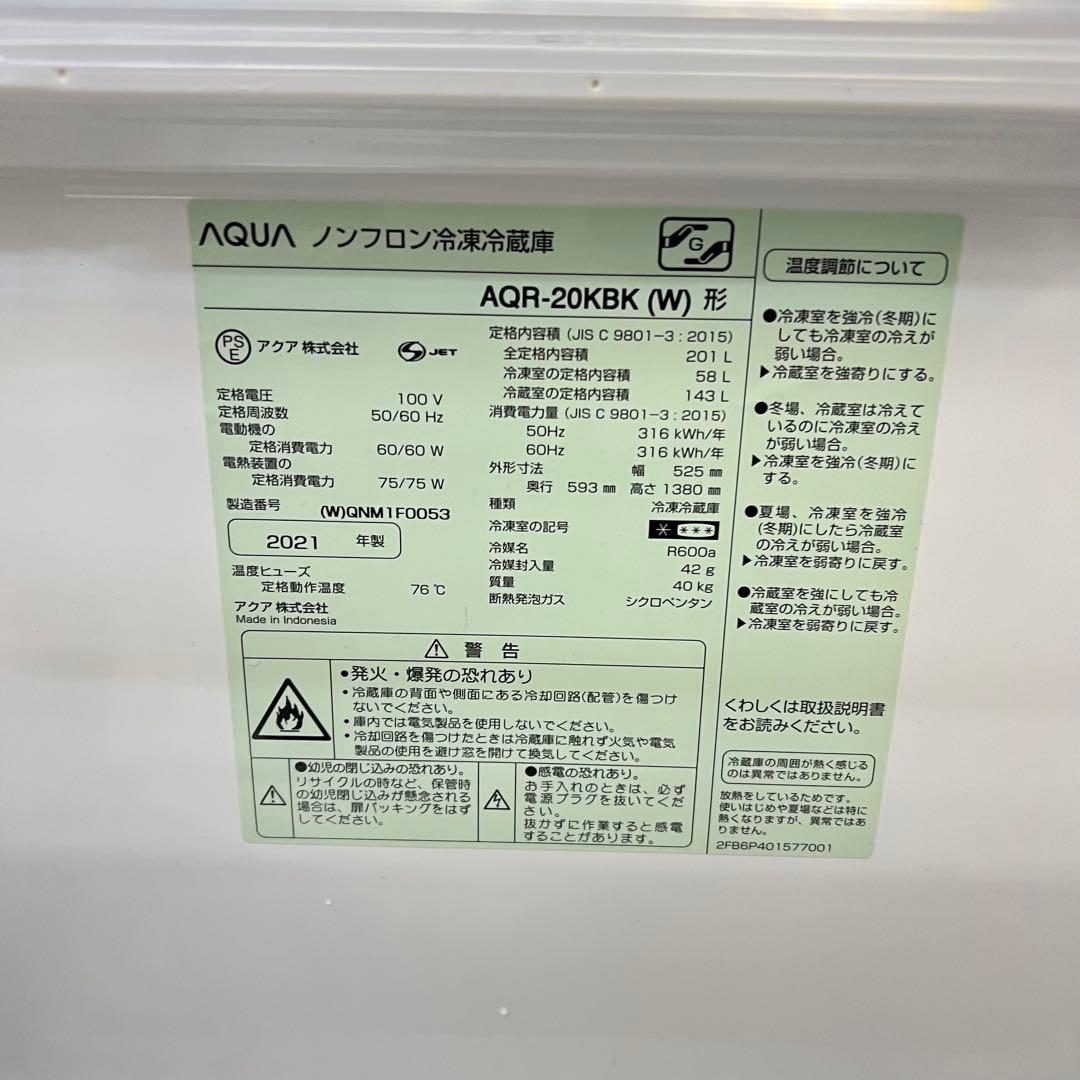 AQUA ノンフロン冷凍冷蔵庫
G
AQR-20KBK (W) 形
PS
E
アクア 株式会社
S JET
定格電圧 100 V
定格周波数 50/60 Hz
電動機の
定格消費電力 60/60 W
電熱装置の
定格消費電力 75/75 W
製造番号
(W)QNM1F0053
2021 年製
温度ヒューズ
定格動作温度 76 ℃
アクア 株式会社
Made in Indonesia
定格内容積 (JIS C 9801-3 : 2015)
全定格内容積 201 L
冷凍室の定格内容積 58 L
冷蔵室の定格内容積 143 L
消費電力量 (JIS C 9801-3 : 2015)
50Hz 316 kWh/年
60Hz 316 kWh/年
外形寸法 幅 525 ㎜
奥行 593 ㎜ 高さ 1380 ㎜
種類 冷凍冷蔵庫
冷凍室の記号
冷媒名 R600a
冷媒封入量 42 g
質量 40 kg
断熱発泡ガス シクロペンタン
⚠ 警告
●発火・爆発の恐れあり
・冷蔵庫の背面や側面にある冷却回路(配管)を傷つけ
ないでください。
・庫内では電気製品を使用しないでください。
・冷却回路を傷つけたときは冷蔵庫に触れず火気や電気
製品の使用を避け窓を開けて換気してください。
●幼児の閉じ込みの恐れあり。
リサイクルの時など、保管時
の幼児閉じ込みが懸念される
場合は、扉パッキングをはず
してください。
●感電の恐れあり。
お手入れのときは、必ず
電源プラグを抜いてくだ
さい。
抜かずに作業すると感電
することがあります。
温度調節について
●冷凍室を強冷(冬期)に
しても冷凍室の冷えが
弱い場合。
▶冷蔵室を強寄りにする。
●冬場、冷蔵室は冷えて
いるのに冷凍室の冷え
が弱い場合。
▶冷凍室を強冷(冬期)に
する。
●夏場、冷凍室を強冷
(冬期)にしたら冷蔵室
の冷えが弱い場合。
▶冷凍室を弱寄りに戻す。
●冷蔵室を強にしても冷
蔵室の冷えが弱い場合。
▶冷凍室を弱寄りに戻す。
くわしくは取扱説明書
をお読みください。
冷蔵庫の周囲が熱く感じる
のは異常ではありません。
放熱をしているためです。
使いはじめや夏場などは特に
熱くなりますが、異常ではあ
りません。
2FB6P401577001